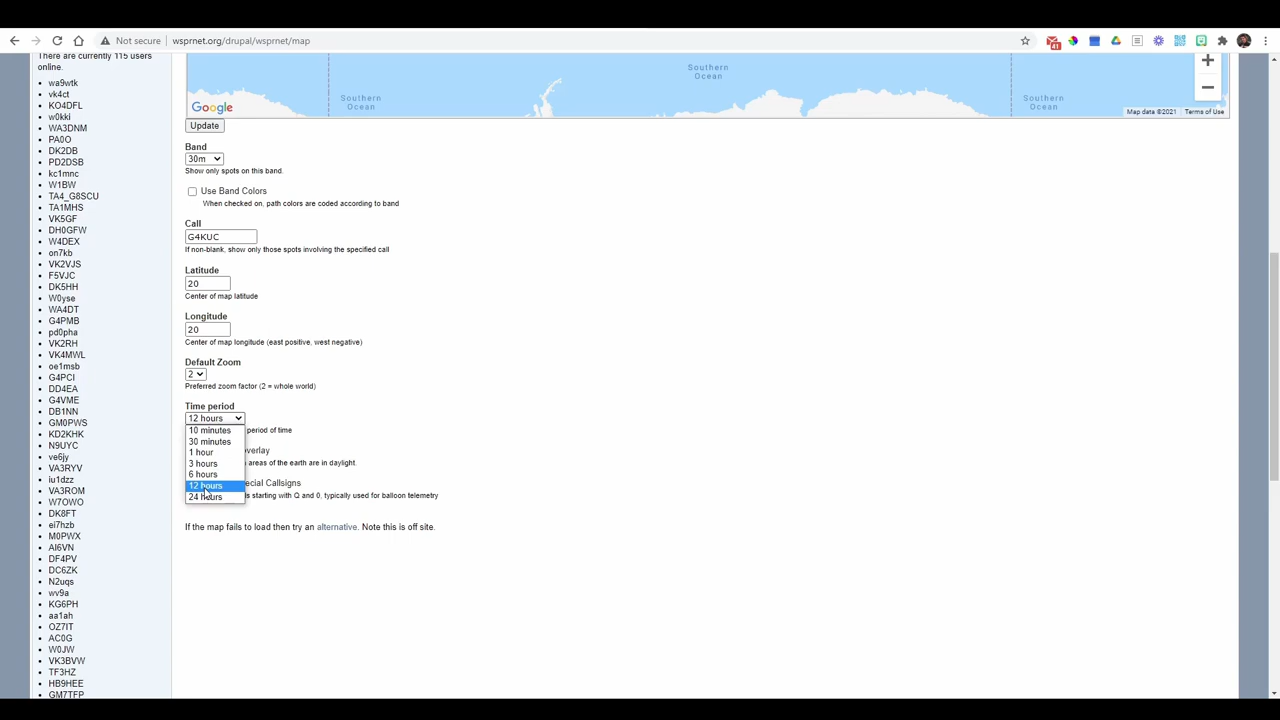 Not secure
wsprnet.org/drupal/wsprnet/map
41
There are currently 115 users
online.
wa9wtk
vk4ct
KO4DFL
w0kki
WA3DNM
PA0O
DK2DB
PD2DSB
kc1mnc
W1BW
TA4_G8SCU
TA1MHS
VK5GF
DH0GFW
W4DEX
on7kb
VK2VJS
F5VJC
DK5HH
W0yse
WA4DT
G4PMB
pd0pha
VK2RH
VK4MWL
oe1msb
G4PCI
DD4EA
G4VME
DB1NN
GM0PWS
KD2KHK
N9UYC
ve6jy
VA3RYV
iu1dzz
VA3ROM
W7OWO
DK8FT
ei7hzb
M0PWX
AI6VN
DF4PV
DC6ZK
N2uqs
wv9a
KG6PH
aa1ah
OZ7IT
AC0G
W0JW
VK3BVW
TF3HZ
HB9HEE
GM7TFP
Southern
Ocean
Southern
Ocean
Southern
Ocean
Google
Map data ©2021
Terms of Use
Update
Band
30m
Show only spots on this band.
Use Band Colors
When checked on, path colors are coded according to band
Call
G4KUC
If non-blank, show only those spots involving the specified call
Latitude
20
Center of map latitude
Longitude
20
Center of map longitude (east positive, west negative)
Default Zoom
2
Preferred zoom factor (2 = whole world)
Time period
12 hours
10 minutes
period of time
30 minutes
1 hour
overlay
3 hours
areas of the earth are in daylight.
6 hours
12 hours
ecial Callsigns
24 hours
s starting with Q and 0, typically used for balloon telemetry
If the map fails to load then try an alternative. Note this is off site.